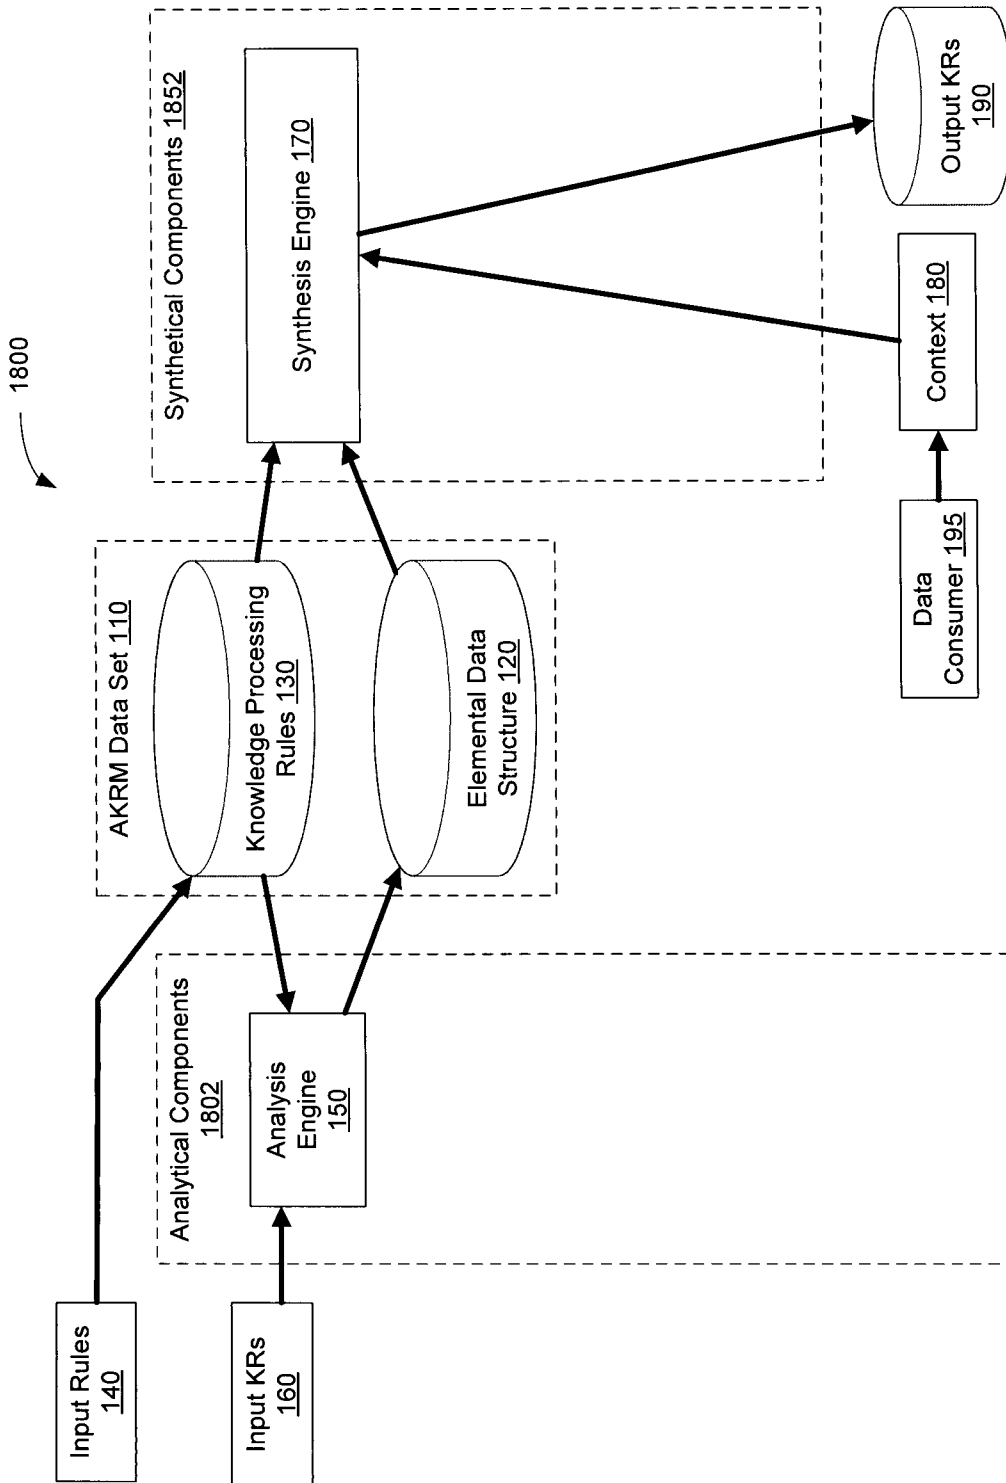 1800
Input Rules
140
Input KRs
160
Analytical Components
1802
Analysis
Engine
150
AKRM Data Set 110
Knowledge Processing
Rules 130
Elemental Data
Structure 120
Synthetical Components 1852
Synthesis Engine 170
Data
Consumer 195
Context 180
Output KRs
190